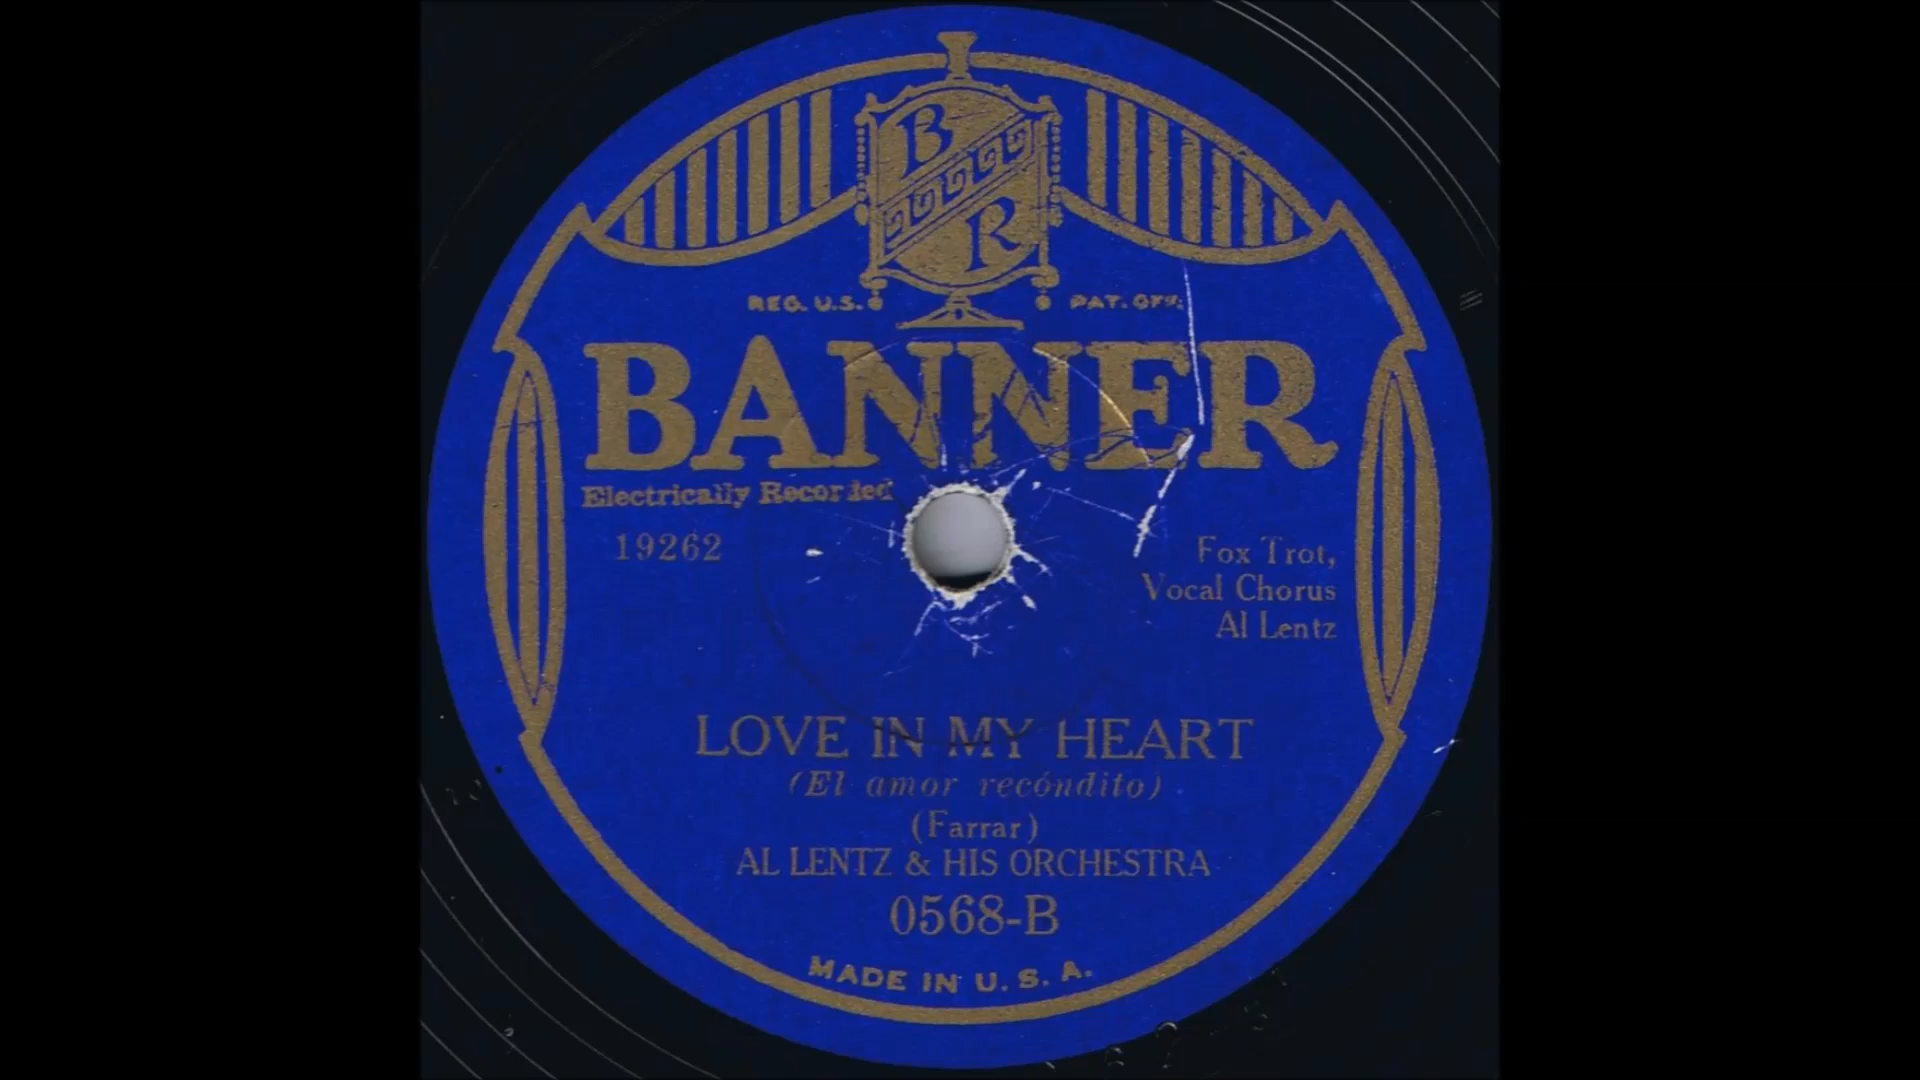 B
R
REG. U.S. PAT. OFF.
BANNER
Electrically Recorded
19262
Fox Trot,
Vocal Chorus
Al Lentz
LOVE IN MY HEART
(El amor recóndito)
(Farrar)
AL LENTZ & HIS ORCHESTRA
0568-B
MADE IN U.S.A.